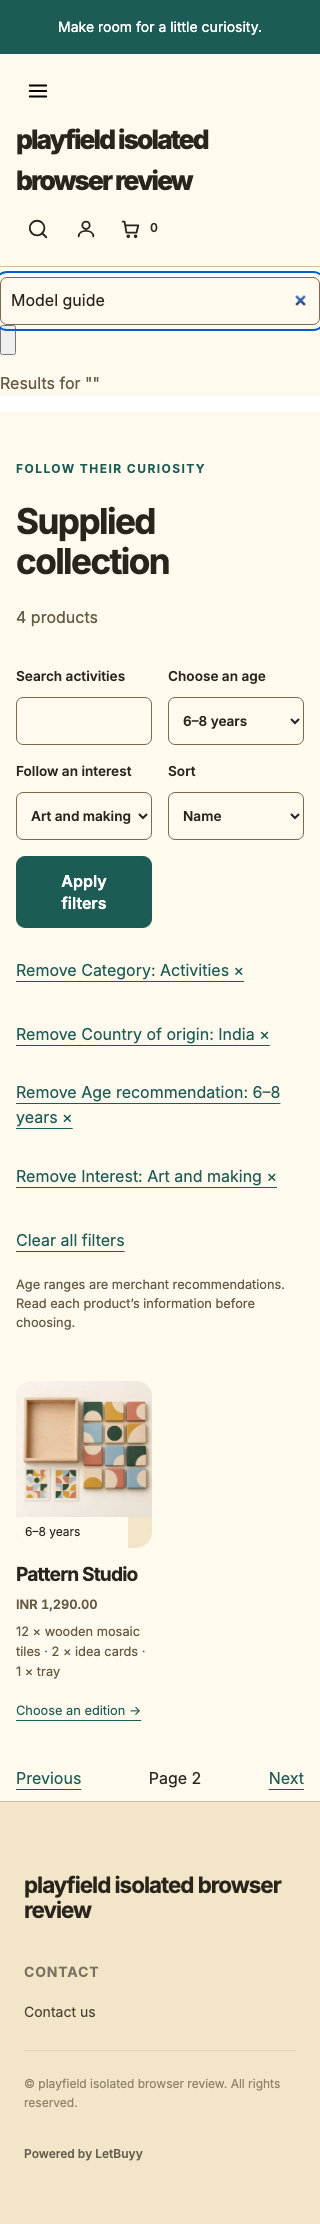 Make room for a little curiosity.
playfield isolated
browser review
0
Model guide
Results for ""
FOLLOW THEIR CURIOSITY
Supplied
collection
4 products
Search activities
Choose an age
6–8 years
Follow an interest
Sort
Art and making
Name
Apply
filters
Remove Category: Activities ×
Remove Country of origin: India ×
Remove Age recommendation: 6–8
years ×
Remove Interest: Art and making ×
Clear all filters
Age ranges are merchant recommendations.
Read each product’s information before
choosing.
6–8 years
Pattern Studio
INR 1,290.00
12 × wooden mosaic
tiles · 2 × idea cards ·
1 × tray
Choose an edition →
Previous
Page 2
Next
playfield isolated browser
review
CONTACT
Contact us
© playfield isolated browser review. All rights
reserved.
Powered by LetBuyy